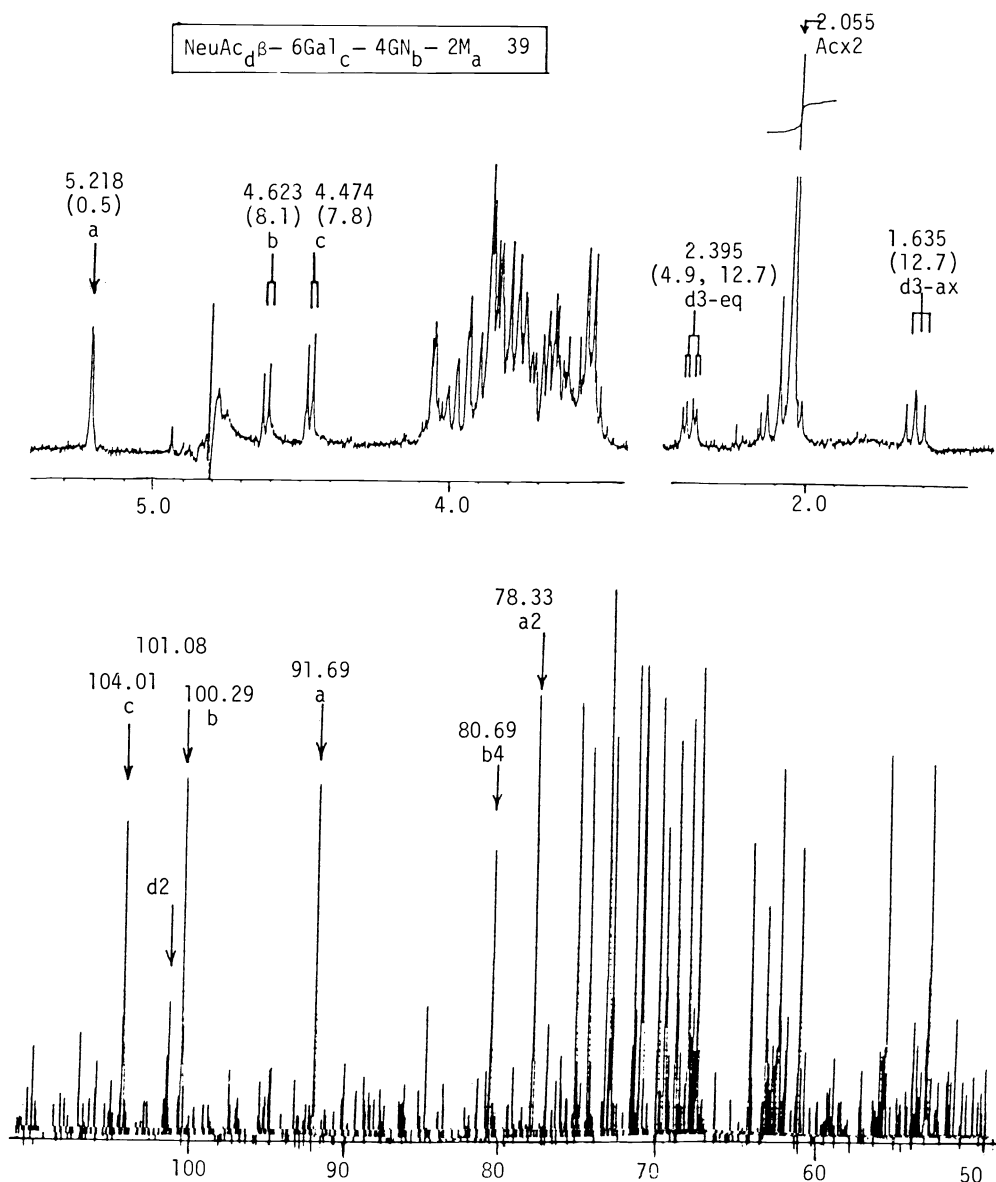 NeuAcdβ– 6Galc– 4GNb– 2Ma 39
2.055
Acx2
5.218
(0.5)
a
4.623 4.474
(8.1) (7.8)
b c
2.395
(4.9, 12.7)
d3-eq
1.635
(12.7)
d3-ax
5.0 4.0 2.0
78.33
a2
101.08
104.01
c
100.29
b
91.69
a
80.69
b4
d2
100 90 80 70 60 50